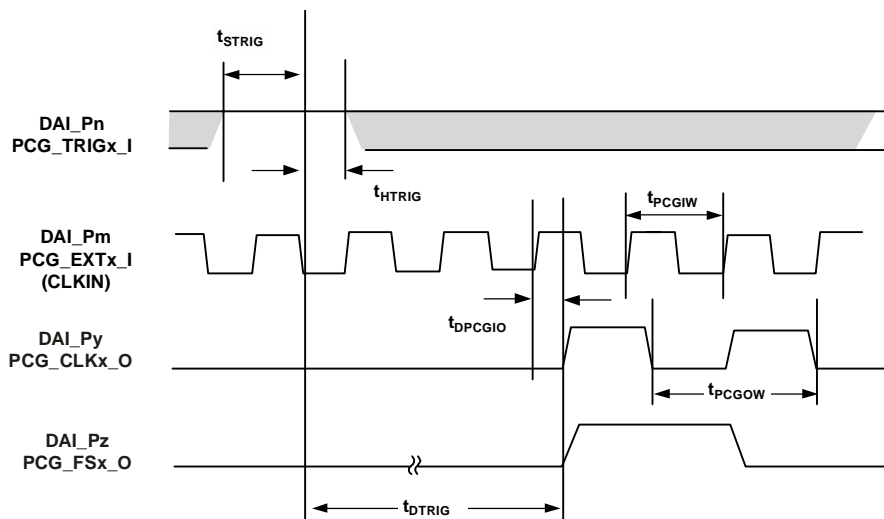 tSTRIG
DAI_Pn
PCG_TRIGx_I
tHTRIG
tPCGIW
DAI_Pm
PCG_EXTx_I
(CLKIN)
tDPCGIO
DAI_Py
PCG_CLKx_O
tPCGOW
DAI_Pz
PCG_FSx_O
tDTRIG